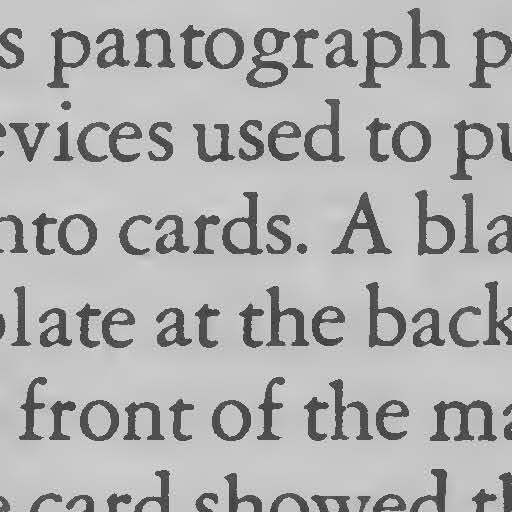 s pantograph p
evices used to pu
nto cards. A bla
plate at the back
front of the ma
e card showed th